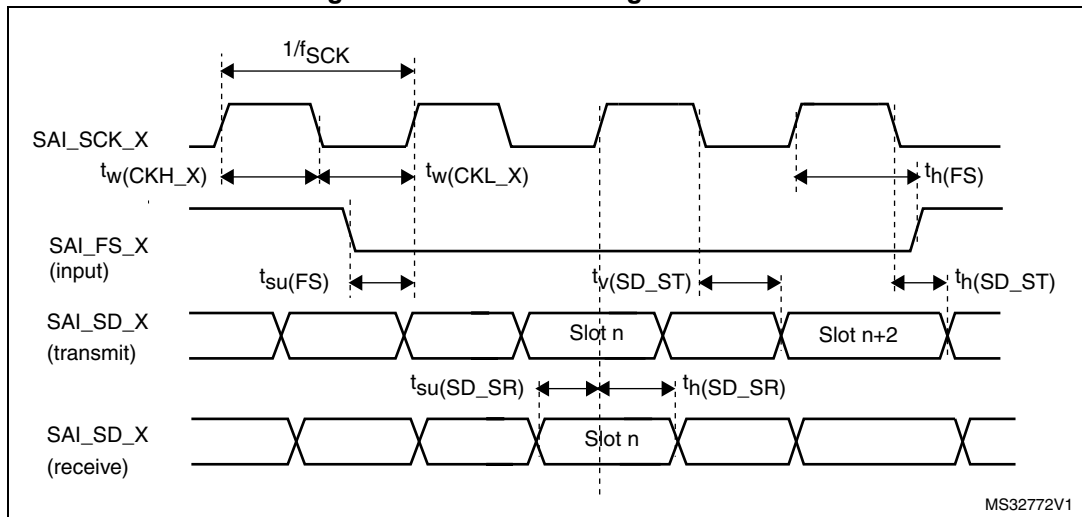 1/fSCK
SAI_SCK_X
tw(CKH_X)
tw(CKL_X)
th(FS)
SAI_FS_X
(input)
tsu(FS)
tv(SD_ST)
th(SD_ST)
SAI_SD_X
(transmit)
Slot n
Slot n+2
tsu(SD_SR)
th(SD_SR)
SAI_SD_X
(receive)
Slot n
MS32772V1